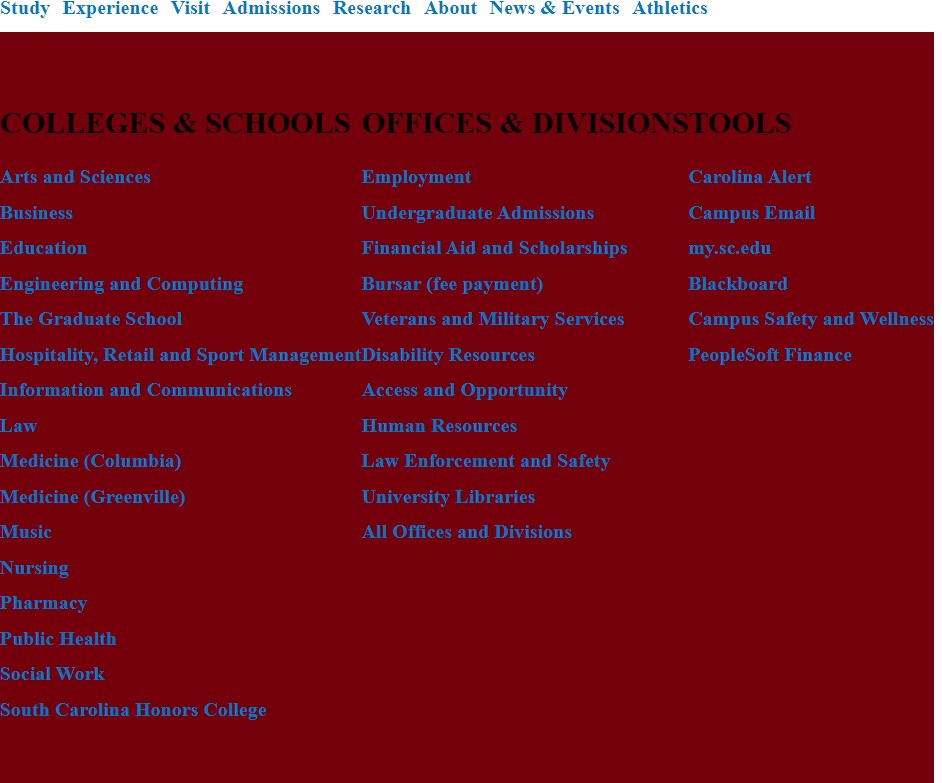 Study Experience Visit Admissions Research About News & Events Athletics
COLLEGES & SCHOOLS
Arts and Sciences
Business
Education
Engineering and Computing
The Graduate School
Hospitality, Retail and Sport Management
Information and Communications
Law
Medicine (Columbia)
Medicine (Greenville)
Music
Nursing
Pharmacy
Public Health
Social Work
South Carolina Honors College
OFFICES & DIVISIONS
Employment
Undergraduate Admissions
Financial Aid and Scholarships
Bursar (fee payment)
Veterans and Military Services
Disability Resources
Access and Opportunity
Human Resources
Law Enforcement and Safety
University Libraries
All Offices and Divisions
TOOLS
Carolina Alert
Campus Email
my.sc.edu
Blackboard
Campus Safety and Wellness
PeopleSoft Finance